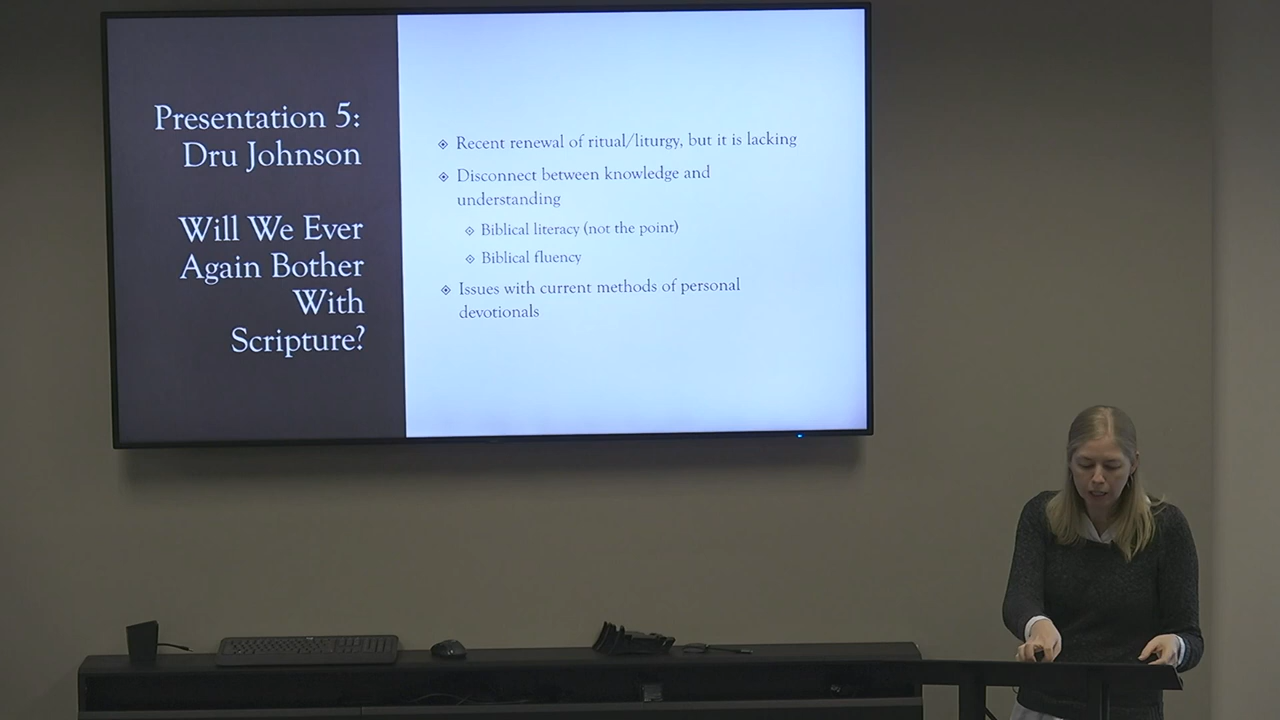 Presentation 5:
Dru Johnson
Will We Ever
Again Bother
With
Scripture?
Recent renewal of ritual/liturgy, but it is lacking
Disconnect between knowledge and
understanding
Biblical literacy (not the point)
Biblical fluency
Issues with current methods of personal
devotionals